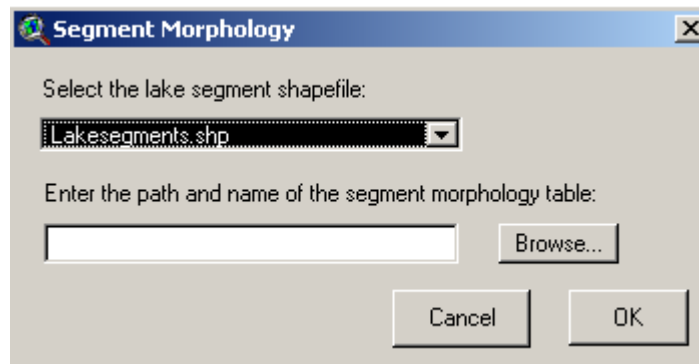 Segment Morphology
Select the lake segment shapefile:
Lakesegments.shp
Enter the path and name of the segment morphology table:
Browse...
Cancel OK